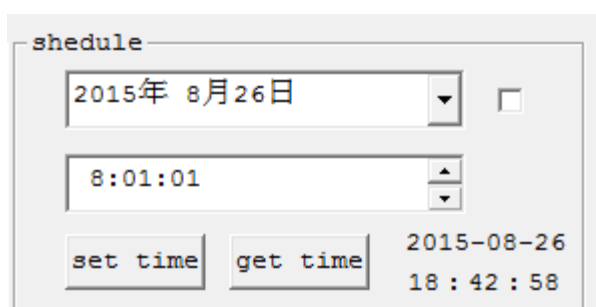 shedule
2015年 8月26日
8:01:01
set time get time 2015-08-26
18:42:58